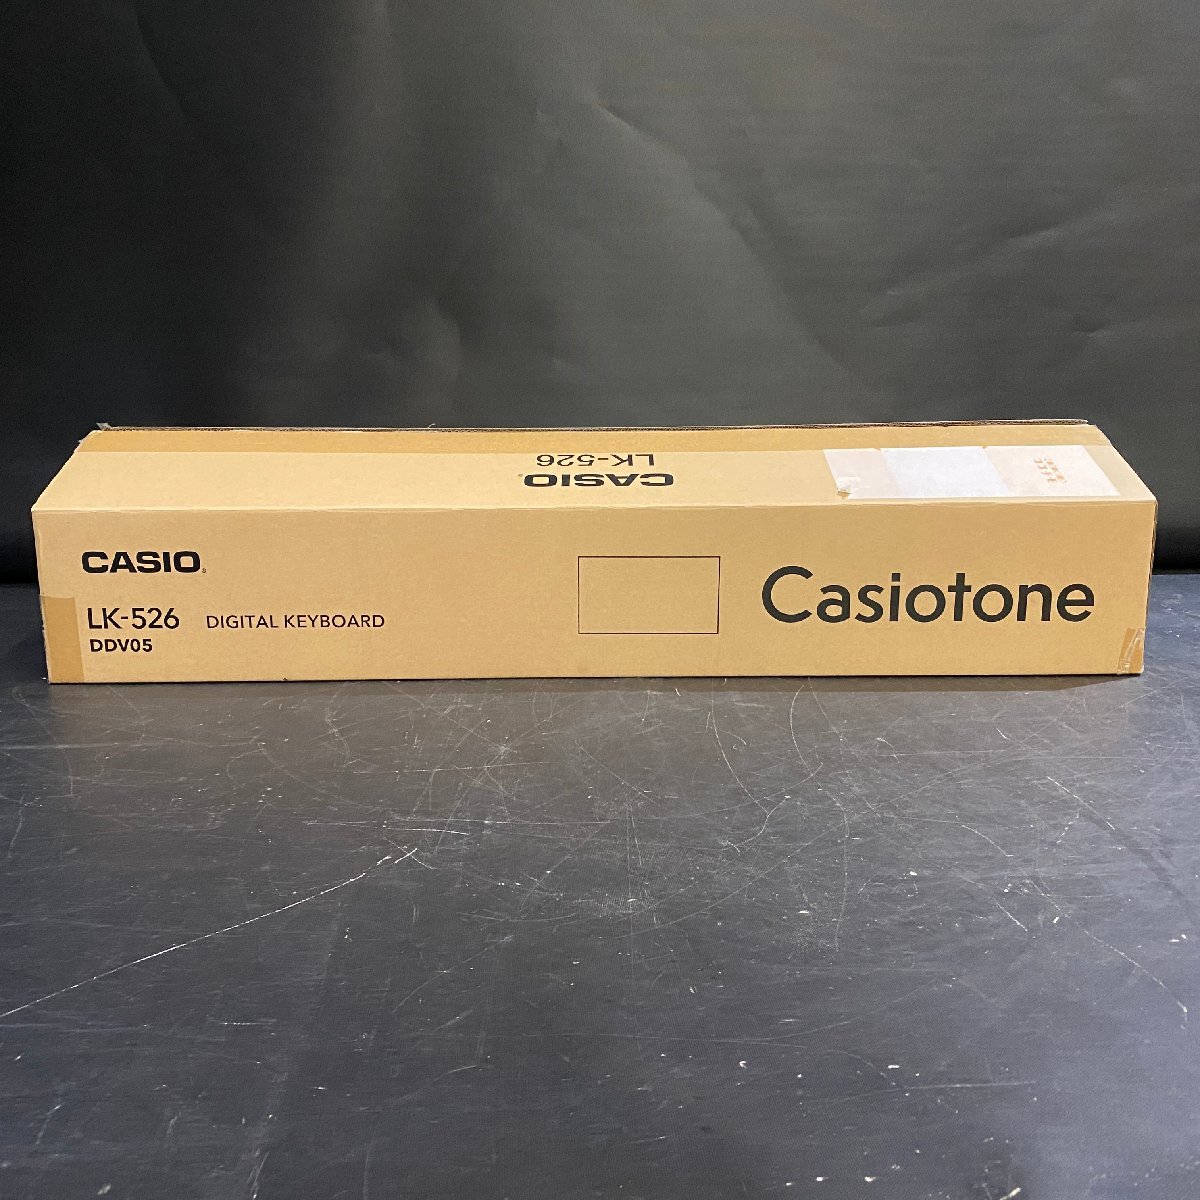 LK-526
CASIO
CASIO
LK-526 DIGITAL KEYBOARD
DDV05
Casiotone